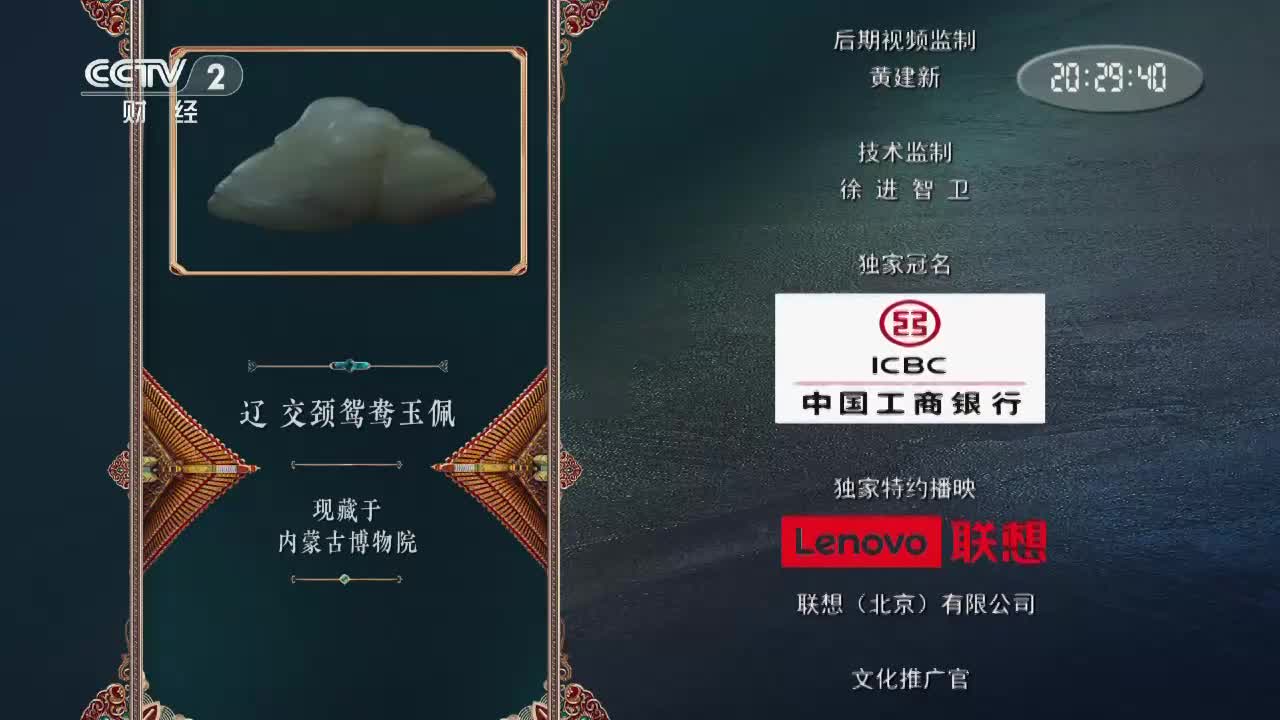 CCTV 2
财 经
辽 交颈鸳鸯玉佩
现藏于
内蒙古博物院
后期视频监制
黄建新
20:29:40
技术监制
徐 进 智 卫
独家冠名
ICBC
中国工商银行
独家特约播映
Lenovo 联想
联想（北京）有限公司
文化推广官